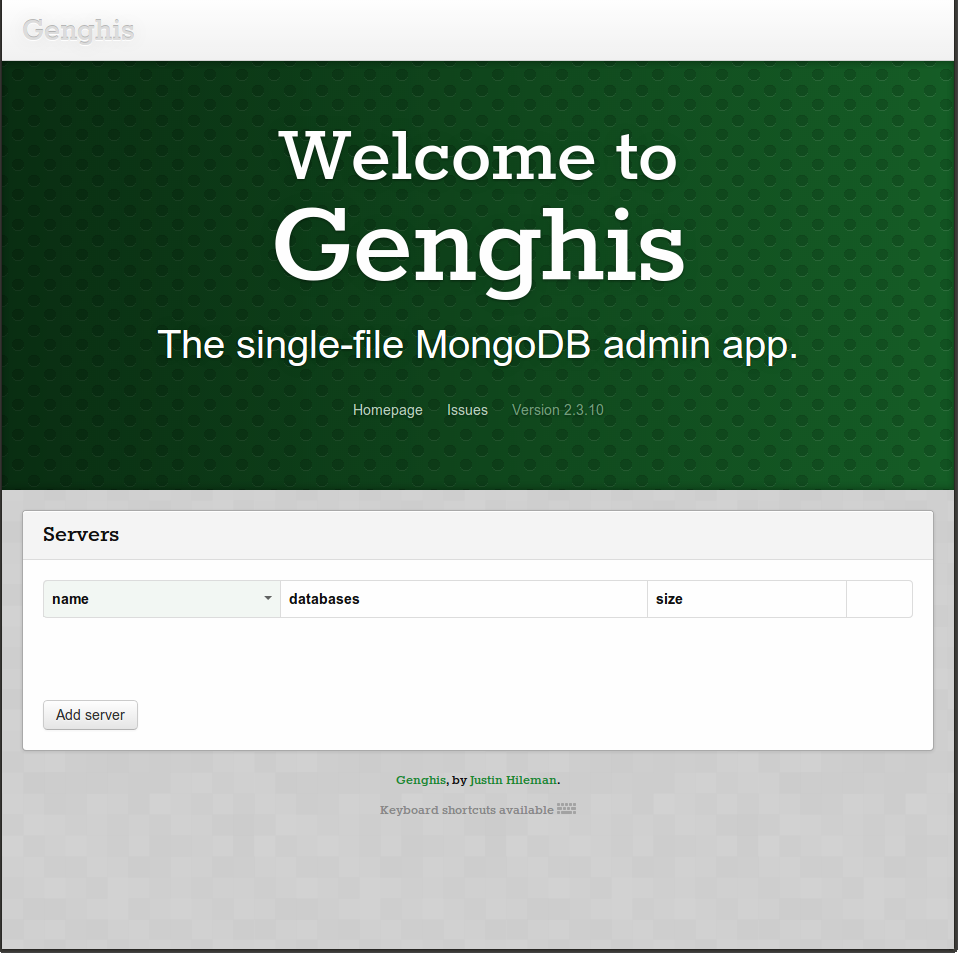 Genghis
Welcome to
Genghis
The single-file MongoDB admin app.
Homepage Issues Version 2.3.10
Servers
name databases size
Add server
Genghis, by Justin Hileman.
Keyboard shortcuts available